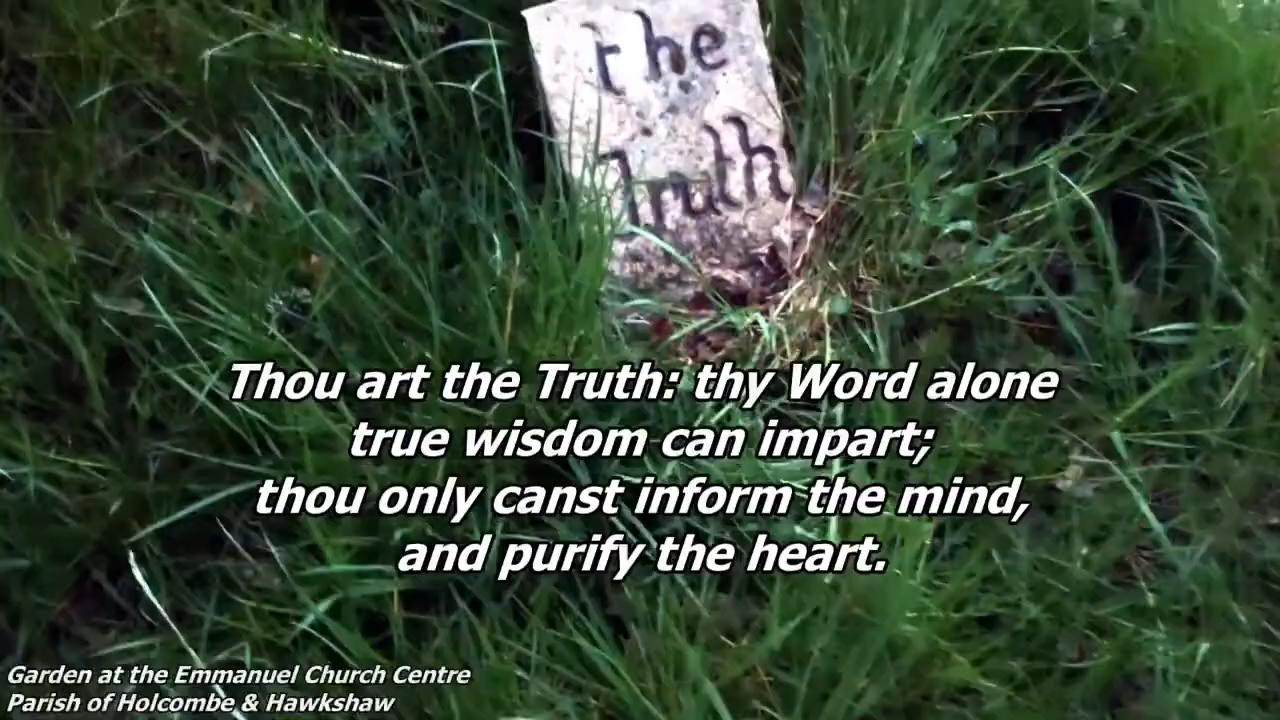 the
Truth
Thou art the Truth: thy Word alone
true wisdom can impart;
thou only canst inform the mind,
and purify the heart.
Garden at the Emmanuel Church Centre
Parish of Holcombe & Hawkshaw